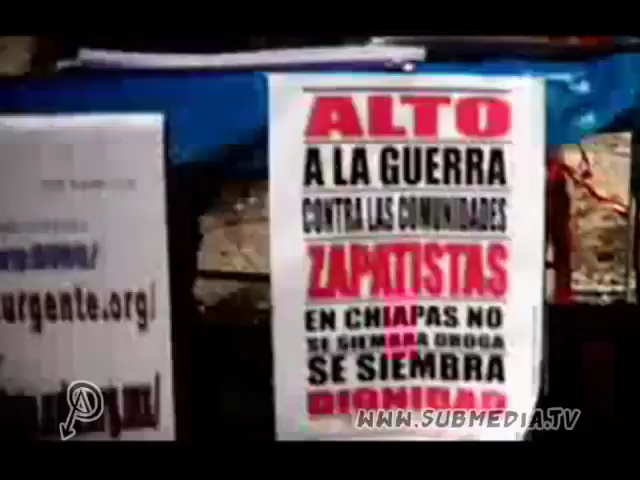 urgente.org/
ALTO
A LA GUERRA
CONTRA LAS COMUNIDADES
ZAPATISTAS
EN CHIAPAS NO
SE SIEMBRA DROGA
SE SIEMBRA
DIGNIDAD
WWW.SUBMEDIA.TV